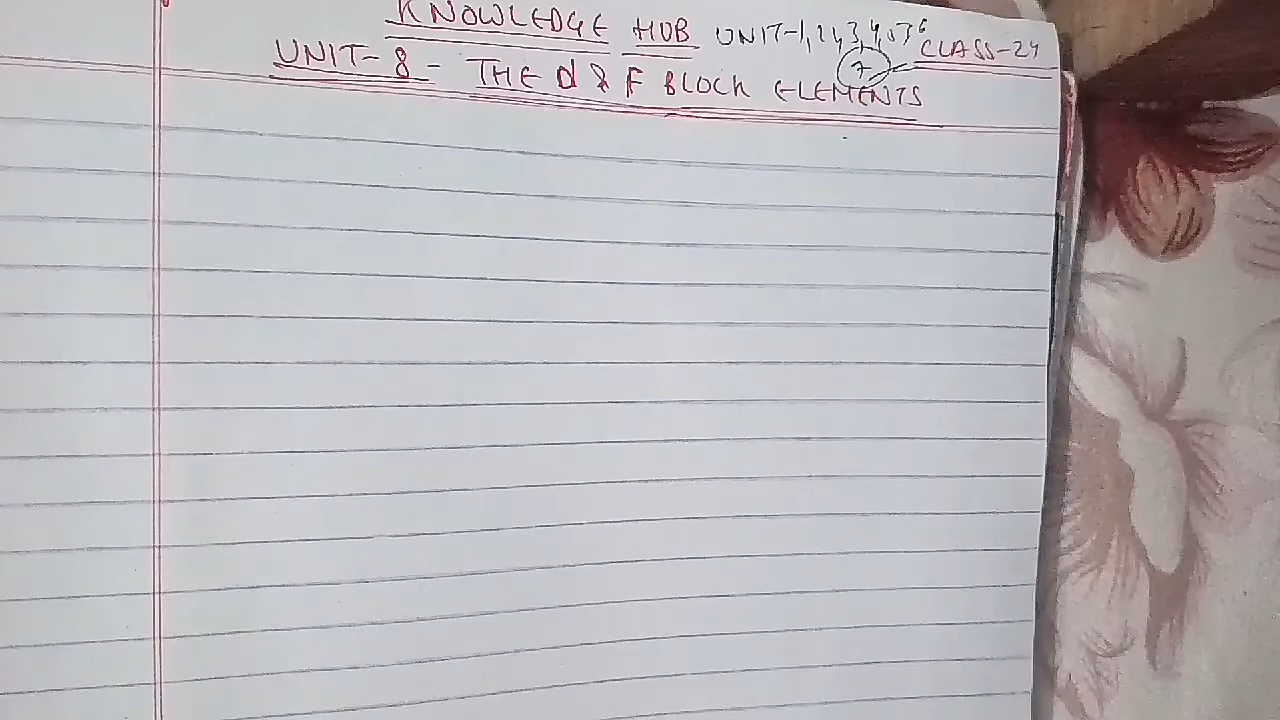 KNOWLEDGE HUB UNIT-1,2,3,4,5 6 CLASS-24
7
UNIT-8 - THE d & F BLOCK ELEMENTS